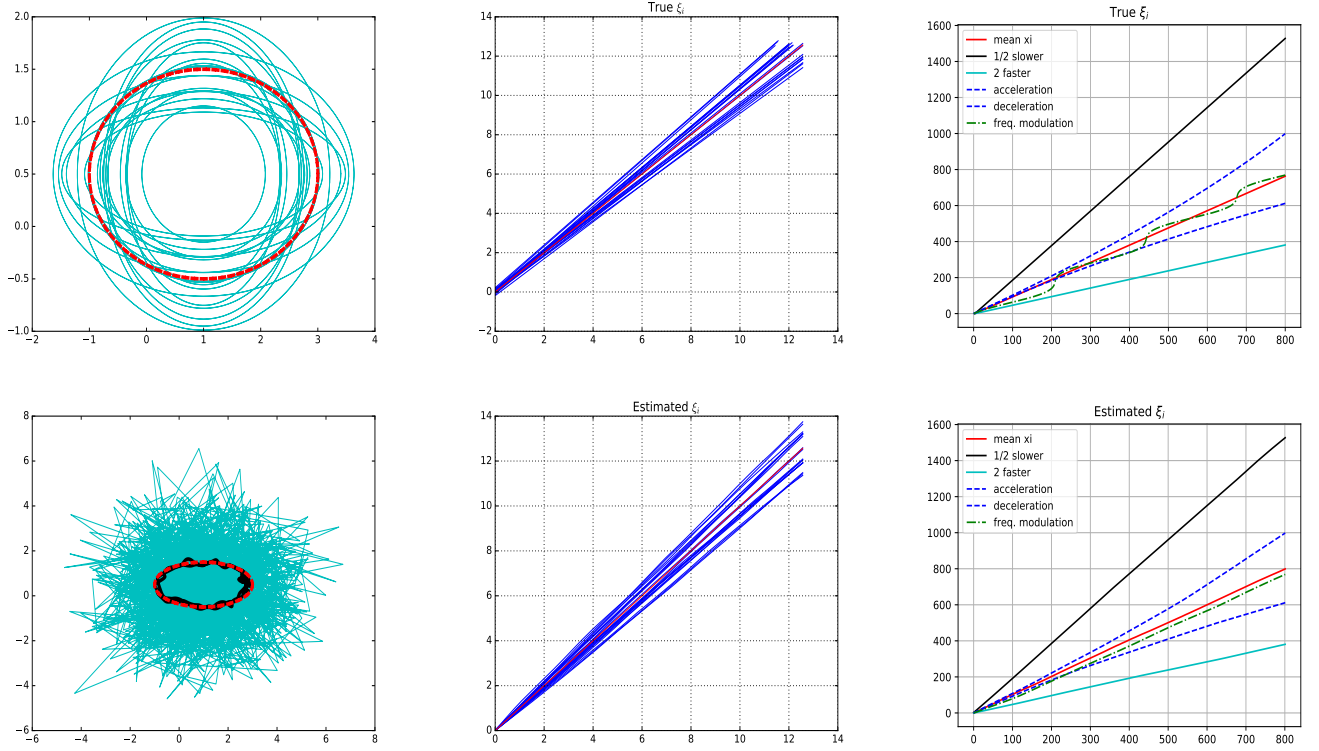 2.0
1.5
1.0
0.5
0.0
−0.5
−1.0
−2 −1 0 1 2 3 4
True ξi
14
12
10
8
6
4
2
0
−2
0 2 4 6 8 10 12 14
True ξi
1600
1400
1200
1000
800
600
400
200
0
mean xi
1/2 slower
2 faster
acceleration
deceleration
freq. modulation
0 100 200 300 400 500 600 700 800
8
6
4
2
0
−2
−4
−6
−6 −4 −2 0 2 4 6 8
Estimated ξi
14
12
10
8
6
4
2
0
0 2 4 6 8 10 12 14
Estimated ξi
1600
1400
1200
1000
800
600
400
200
0
mean xi
1/2 slower
2 faster
acceleration
deceleration
freq. modulation
0 100 200 300 400 500 600 700 800